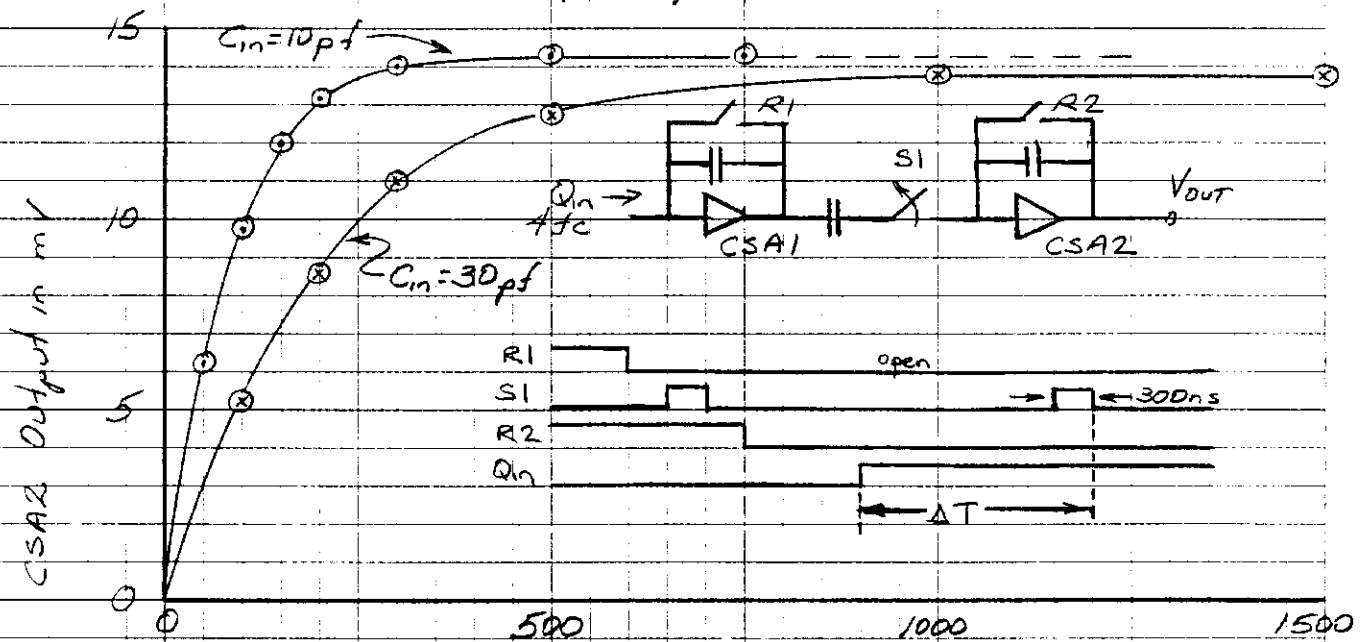 15
Cin=10pf
R1
R2
S1
Qin →
4fc
VOUT
10
CSA1
CSA2
Cin=30pf
CSA2 Output in mV
R1
open
S1
300ns
5
R2
Qin
ΔT
0
0
500
1000
1500